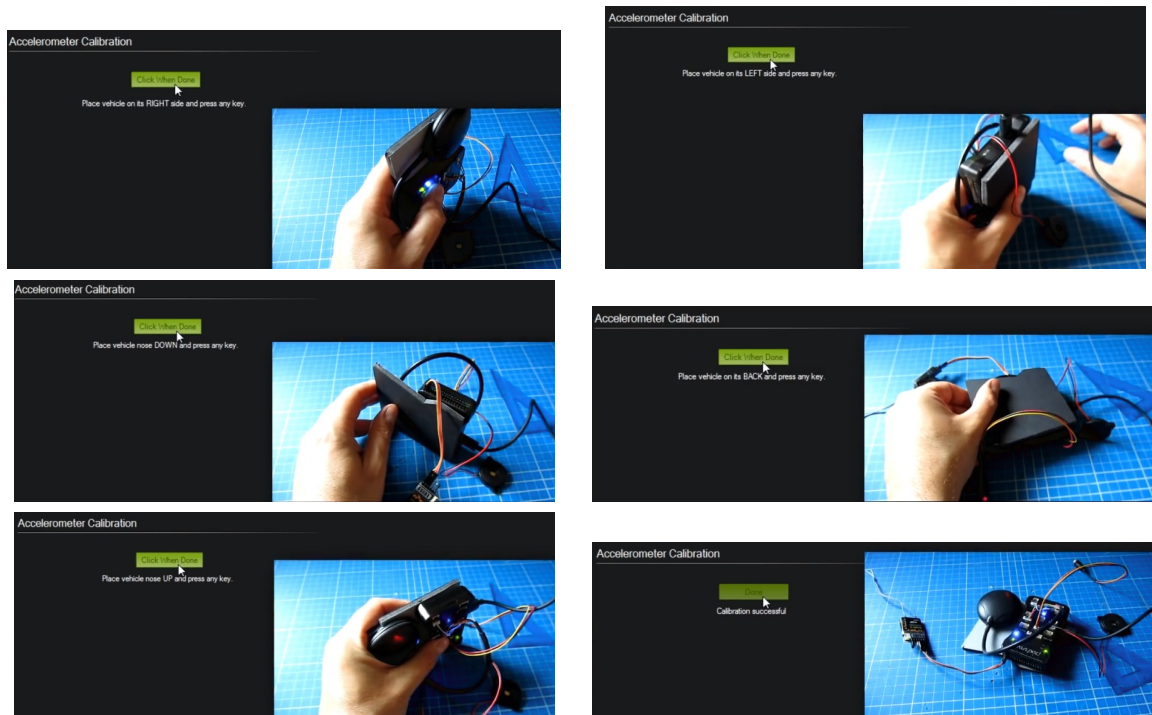 Accelerometer Calibration
Click When Done
Place vehicle on its RIGHT side and press any key.
Accelerometer Calibration
Click When Done
Place vehicle on its LEFT side and press any key.
Accelerometer Calibration
Click When Done
Place vehicle nose DOWN and press any key.
Accelerometer Calibration
Click When Done
Place vehicle on its BACK and press any key.
Accelerometer Calibration
Click When Done
Place vehicle nose UP and press any key.
Accelerometer Calibration
Done
Calibration successful